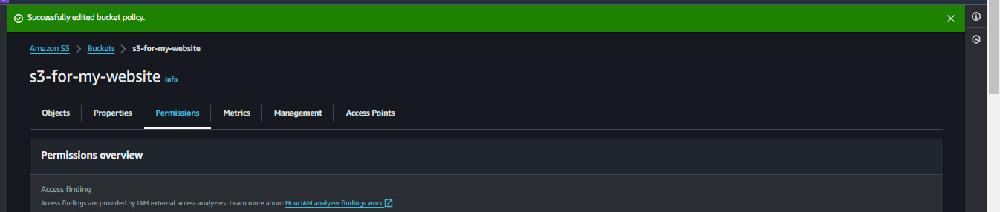 Successfully edited bucket policy.
Amazon S3 > Buckets > s3-for-my-website
s3-for-my-website Info
Objects Properties Permissions Metrics Management Access Points
Permissions overview
Access finding
Access findings are provided by IAM external access analyzers. Learn more about How IAM analyzer findings work